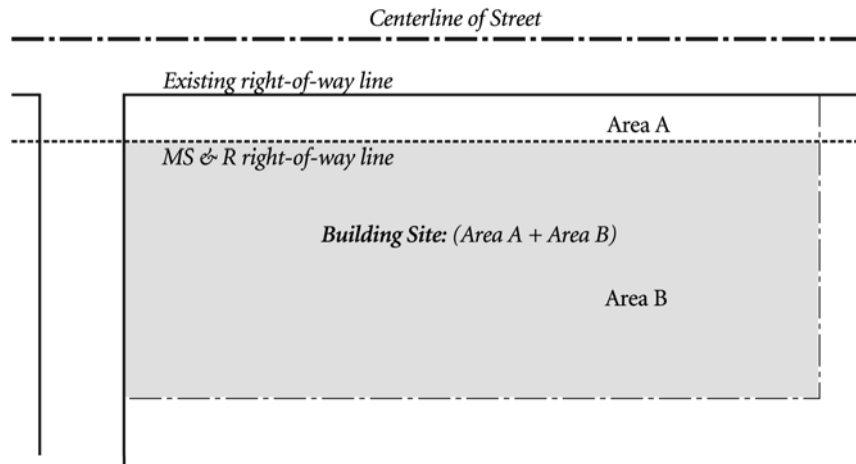 Centerline of Street
Existing right-of-way line
Area A
MS & R right-of-way line
Building Site: (Area A + Area B)
Area B